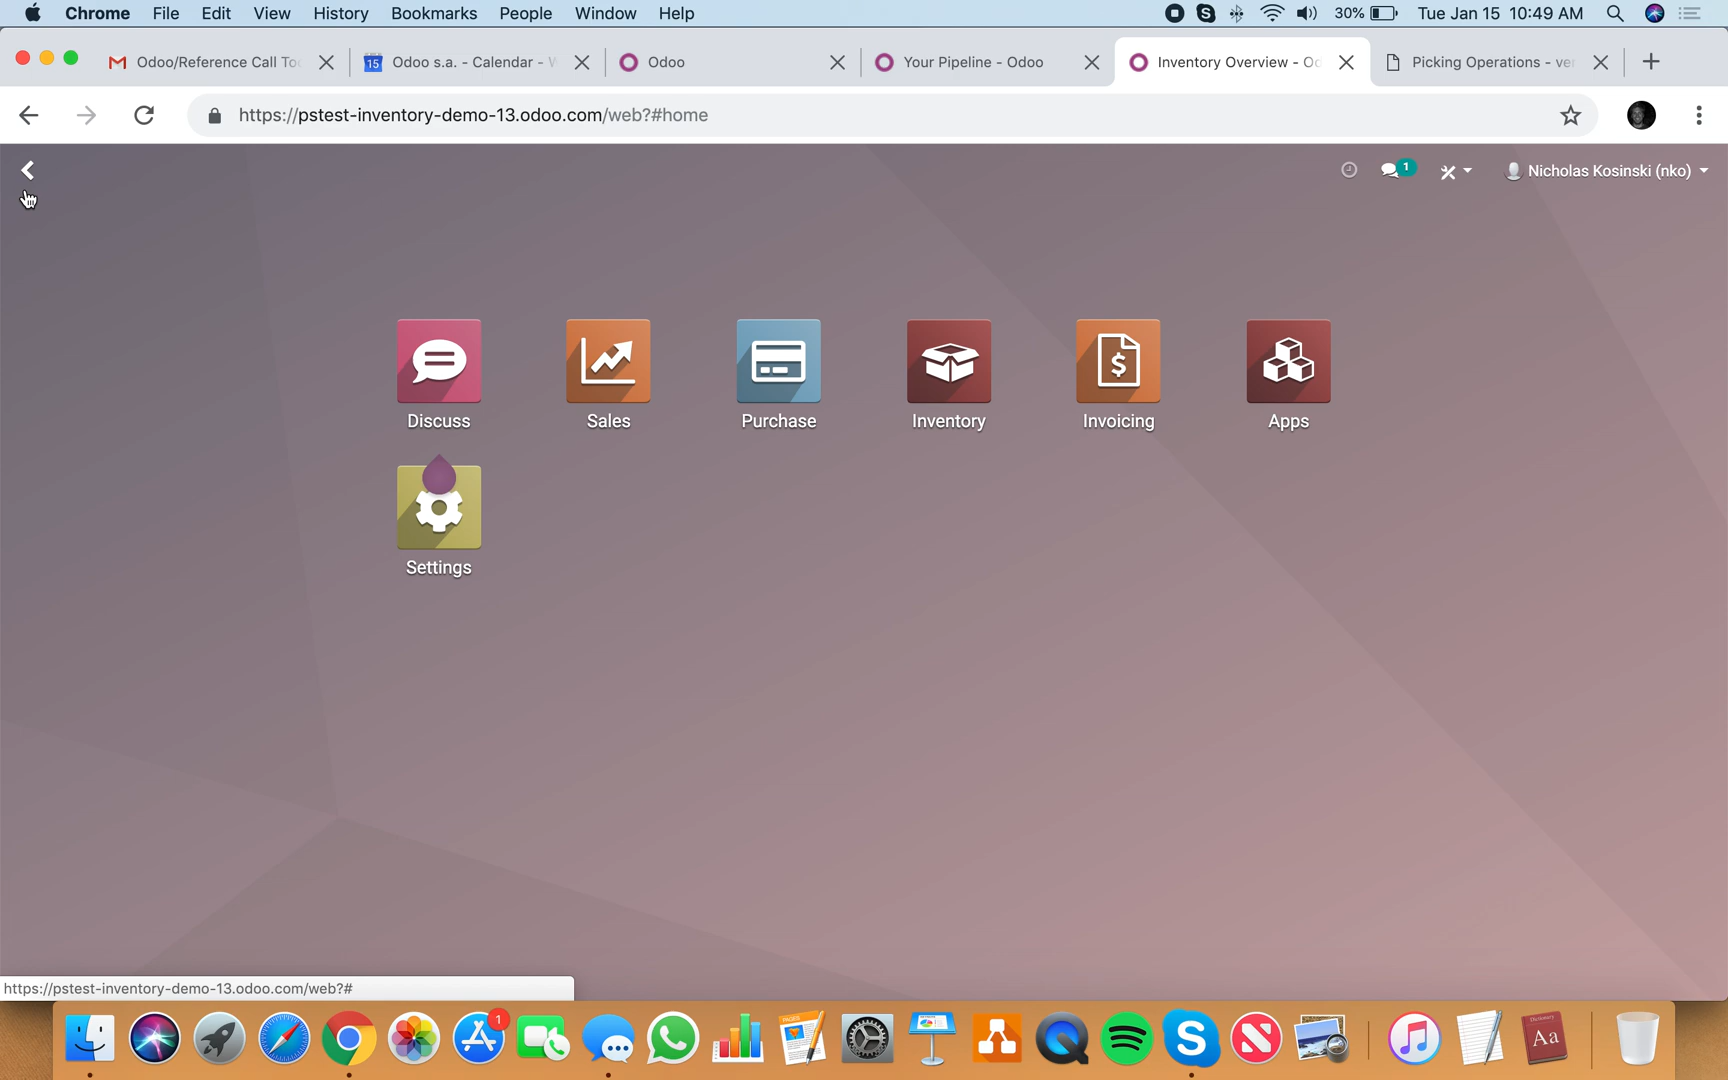 Chrome File Edit View History Bookmarks People Window Help 30% Tue Jan 15 10:49 AM
Odoo/Reference Call To 15 Odoo s.a. - Calendar - Odoo Your Pipeline - Odoo Inventory Overview - Picking Operations -
https://pstest-inventory-demo-13.odoo.com/web?#home
1 Nicholas Kosinski (nko)
Discuss Sales Purchase Inventory Invoicing Apps
Settings
https://pstest-inventory-demo-13.odoo.com/web?#
1
PAGES
Aa